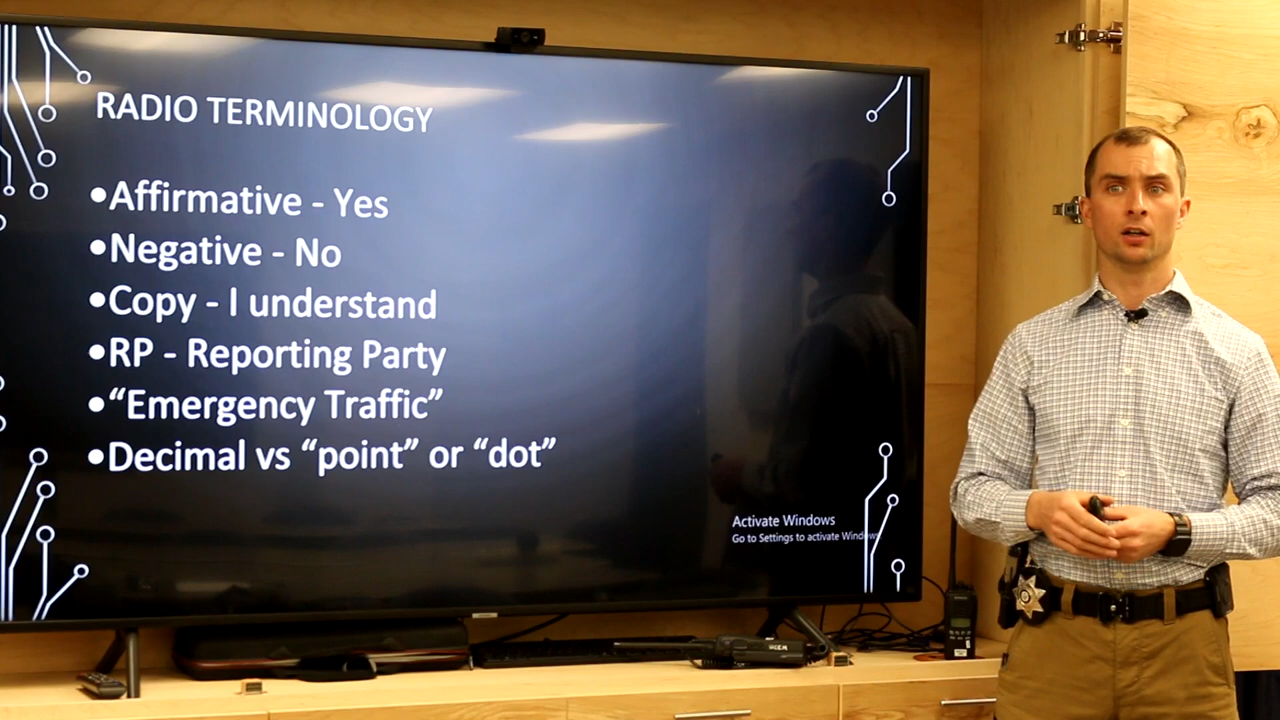 RADIO TERMINOLOGY
•Affirmative - Yes
•Negative - No
•Copy - I understand
•RP - Reporting Party
•“Emergency Traffic”
•Decimal vs “point” or “dot”
Activate Windows
Go to Settings to activate Windows